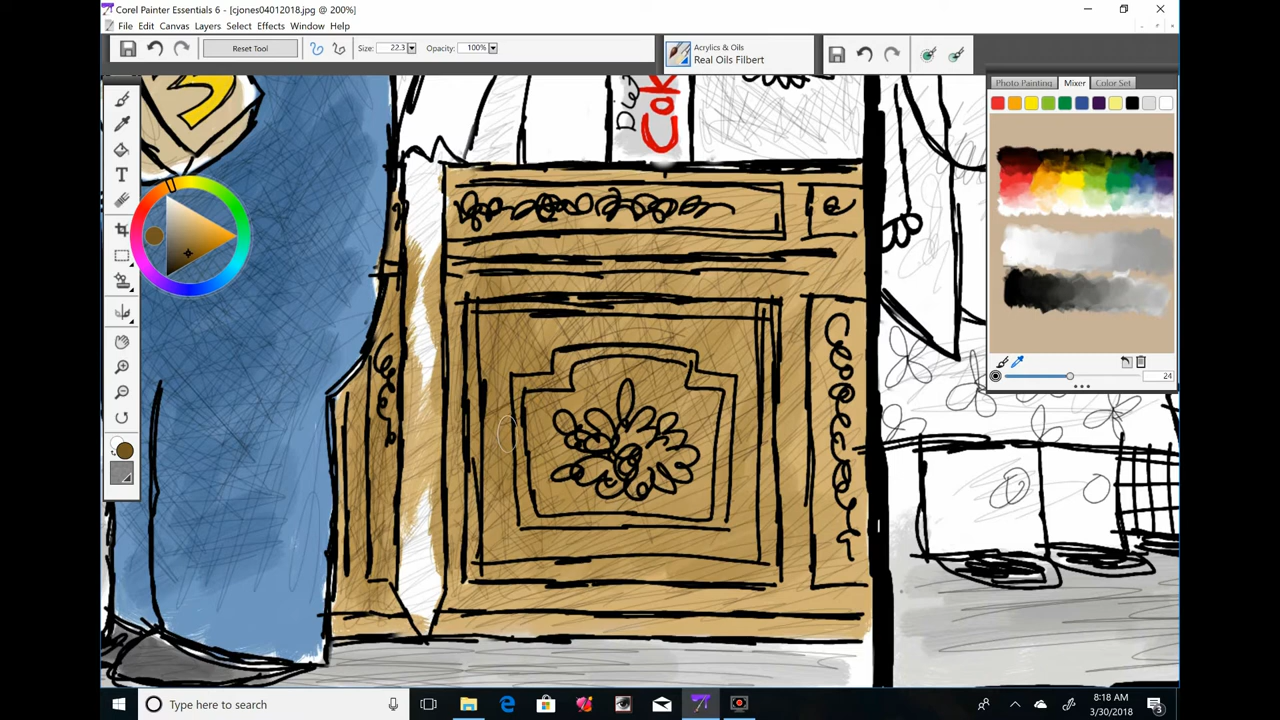 Corel Painter Essentials 6 - [cjones04012018.jpg @ 200%]
File Edit Canvas Layers Select Effects Window Help
Reset Tool
Size: 22.3 Opacity: 100%
Acrylics & Oils
Real Oils Filbert
Photo Painting Mixer Color Set
24
Type here to search
8:18 AM
3/30/2018
3